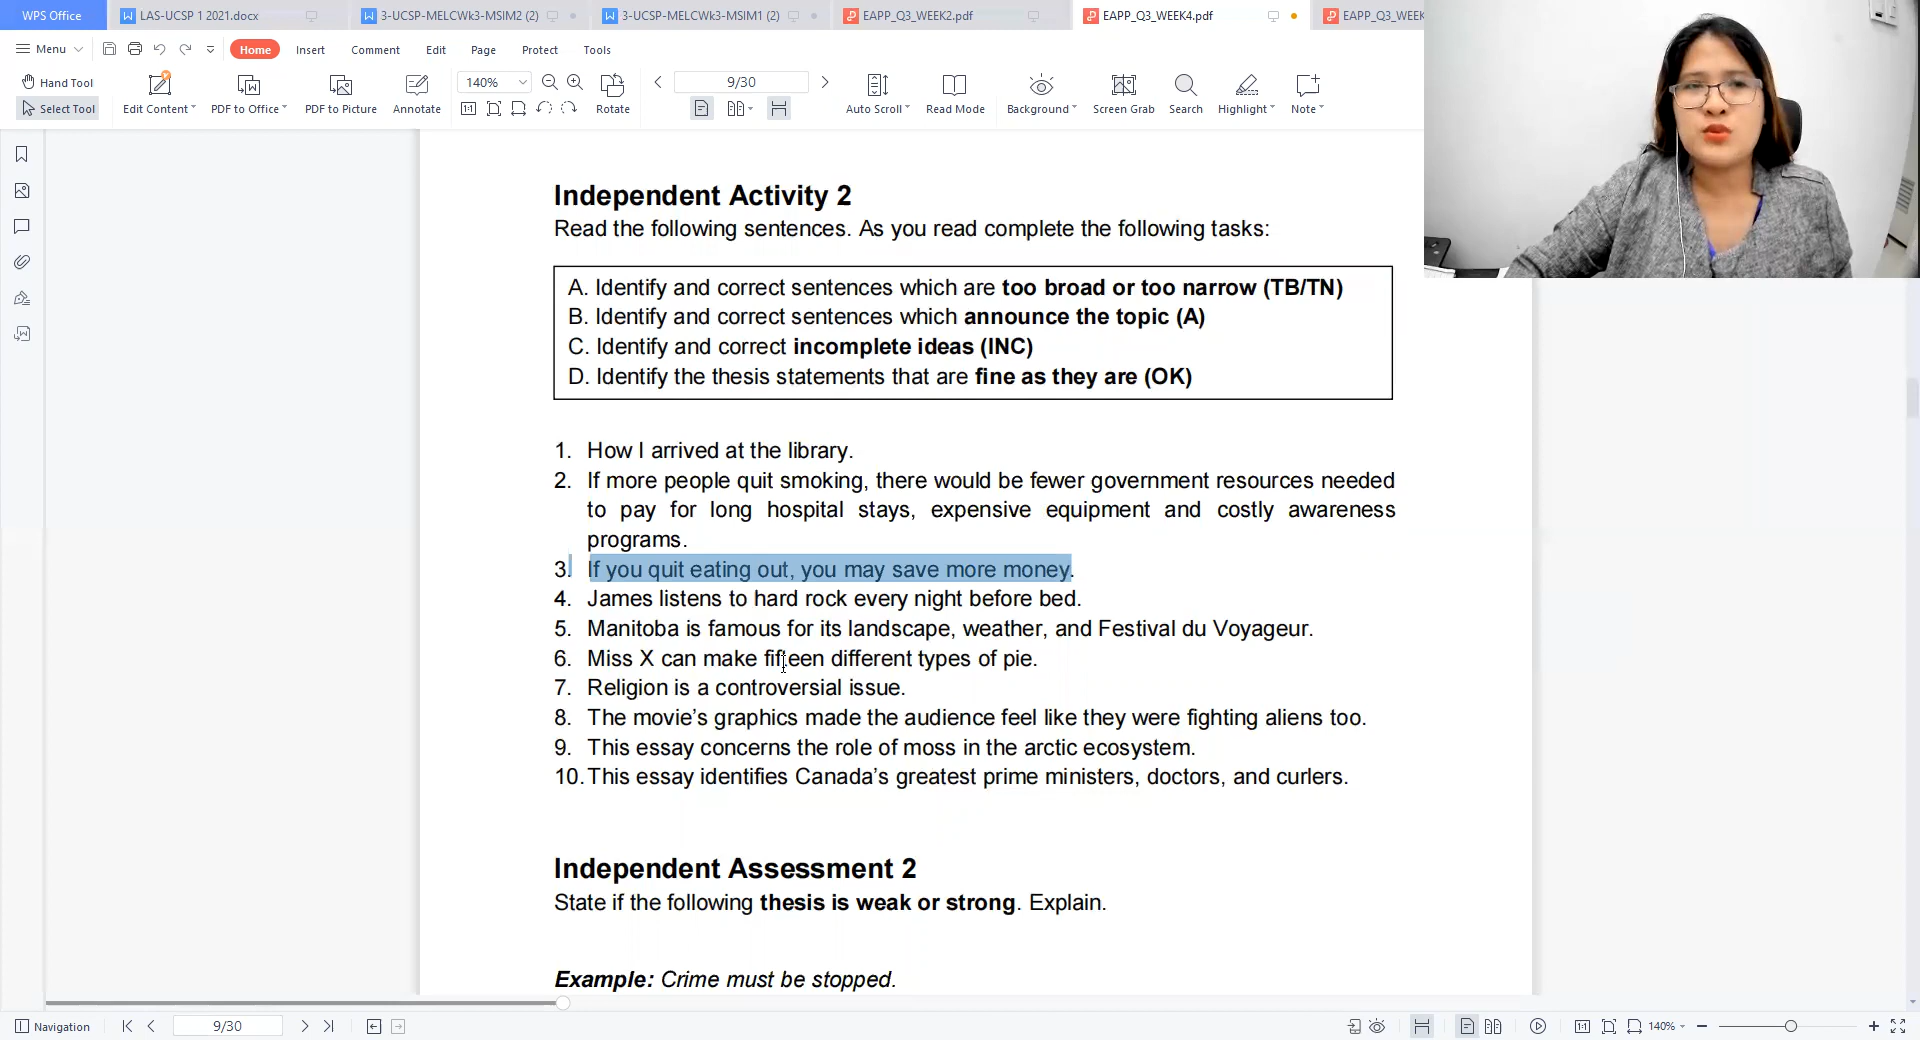 WPS Office LAS-UCSP 1 2021.docx 3-UCSP-MELCWk3-MSIM2 (2) 3-UCSP-MELCWk3-MSIM1 (2) EAPP_Q3_WEEK2.pdf EAPP_Q3_WEEK4.pdf EAPP_Q3_WEEK
Menu Home Insert Comment Edit Page Protect Tools
Hand Tool 140% 9/30
Select Tool Edit Content PDF to Office PDF to Picture Annotate Rotate Auto Scroll Read Mode Background Screen Grab Search Highlight Note
Independent Activity 2
Read the following sentences. As you read complete the following tasks:
A. Identify and correct sentences which are too broad or too narrow (TB/TN)
B. Identify and correct sentences which announce the topic (A)
C. Identify and correct incomplete ideas (INC)
D. Identify the thesis statements that are fine as they are (OK)
1. How I arrived at the library.
2. If more people quit smoking, there would be fewer government resources needed
to pay for long hospital stays, expensive equipment and costly awareness
programs.
3. If you quit eating out, you may save more money.
4. James listens to hard rock every night before bed.
5. Manitoba is famous for its landscape, weather, and Festival du Voyageur.
6. Miss X can make fifteen different types of pie.
7. Religion is a controversial issue.
8. The movie's graphics made the audience feel like they were fighting aliens too.
9. This essay concerns the role of moss in the arctic ecosystem.
10. This essay identifies Canada's greatest prime ministers, doctors, and curlers.
Independent Assessment 2
State if the following thesis is weak or strong. Explain.
Example: Crime must be stopped.
Navigation 9/30 140%